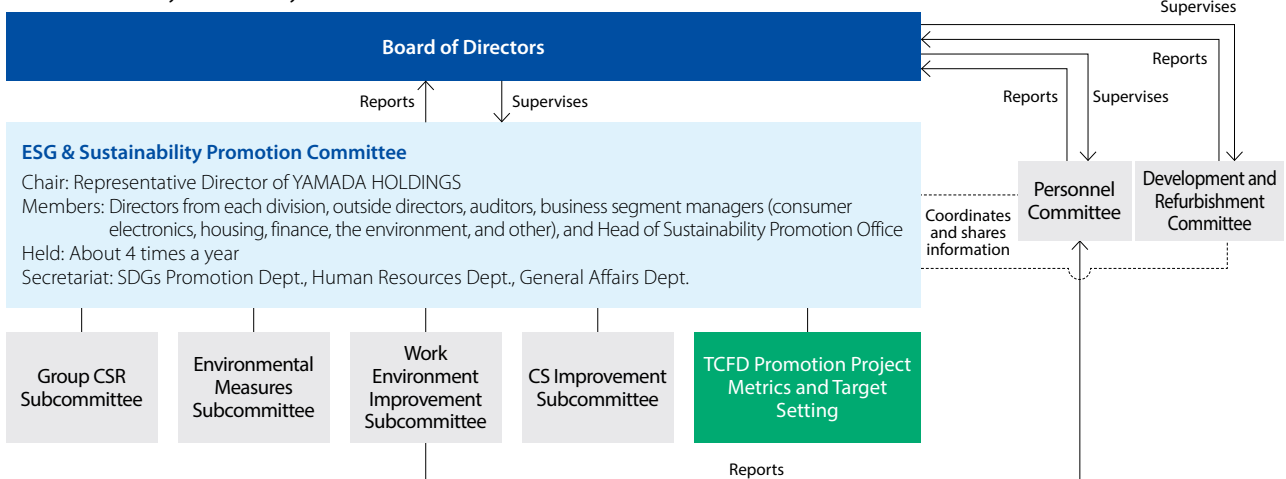 Supervises
Board of Directors
Reports
Reports
Supervises
Reports
Supervises
ESG & Sustainability Promotion Committee
Chair: Representative Director of YAMADA HOLDINGS
Members: Directors from each division, outside directors, auditors, business segment managers (consumer
electronics, housing, finance, the environment, and other), and Head of Sustainability Promotion Office
Held: About 4 times a year
Secretariat: SDGs Promotion Dept., Human Resources Dept., General Affairs Dept.
Coordinates
and shares
information
Personnel
Committee
Development and
Refurbishment
Committee
Group CSR
Subcommittee
Environmental
Measures
Subcommittee
Work
Environment
Improvement
Subcommittee
CS Improvement
Subcommittee
TCFD Promotion Project
Metrics and Target
Setting
Reports